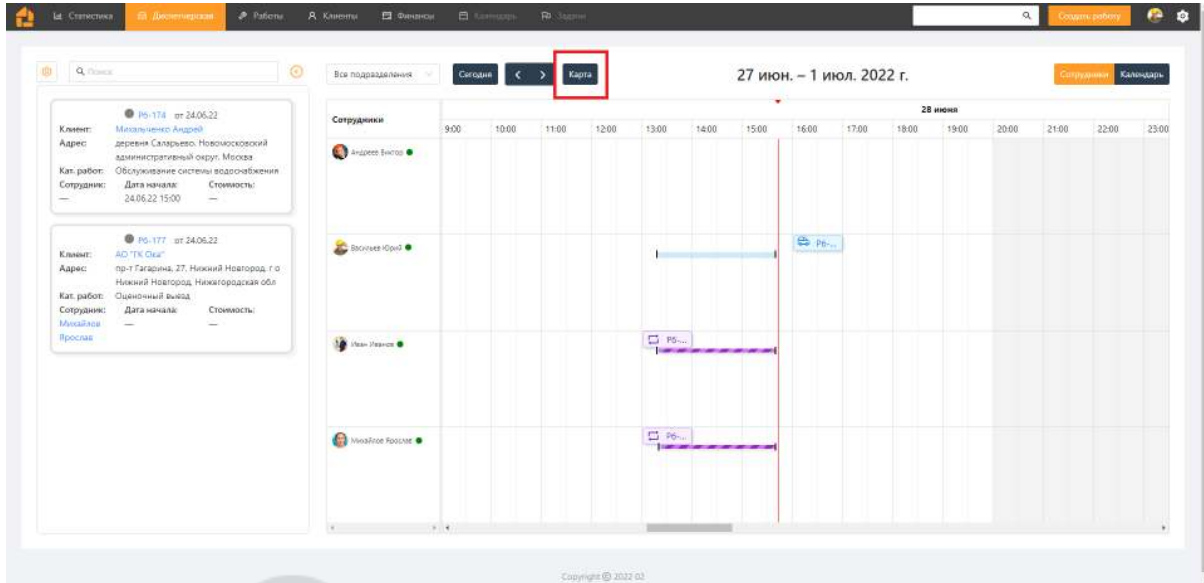 Статистика
Диспетчерская
Работы
Клиенты
Финансы
Календарь
Задачи
Создать работу
Поиск
Все подразделения
Сегодня
Карта
27 июн. – 1 июл. 2022 г.
Сотрудники
Календарь
Рб-174 от 24.06.22
Клиент: Михальченко Андрей
Адрес: деревня Саларьево, Новомосковский
административный округ, Москва
Кат. работ: Обслуживание системы водоснабжения
Сотрудник: Дата начала: Стоимость:
— 24.06.22 15:00 —
Рб-177 от 24.06.22
Клиент: АО "ТК Ока"
Адрес: пр-т Гагарина, 27, Нижний Новгород, г о
Нижний Новгород, Нижегородская обл
Кат. работ: Оценочный выезд
Сотрудник: Дата начала: Стоимость:
Михайлов — —
Ярослав
Сотрудники
28 июня
9:00 10:00 11:00 12:00 13:00 14:00 15:00 16:00 17:00 18:00 19:00 20:00 21:00 22:00 23:00
Андреев Виктор
Васильев Юрий
Рб-...
Иван Иванов
Рб-...
Михайлов Ярослав
Рб-...
Copyright © 2022 O2